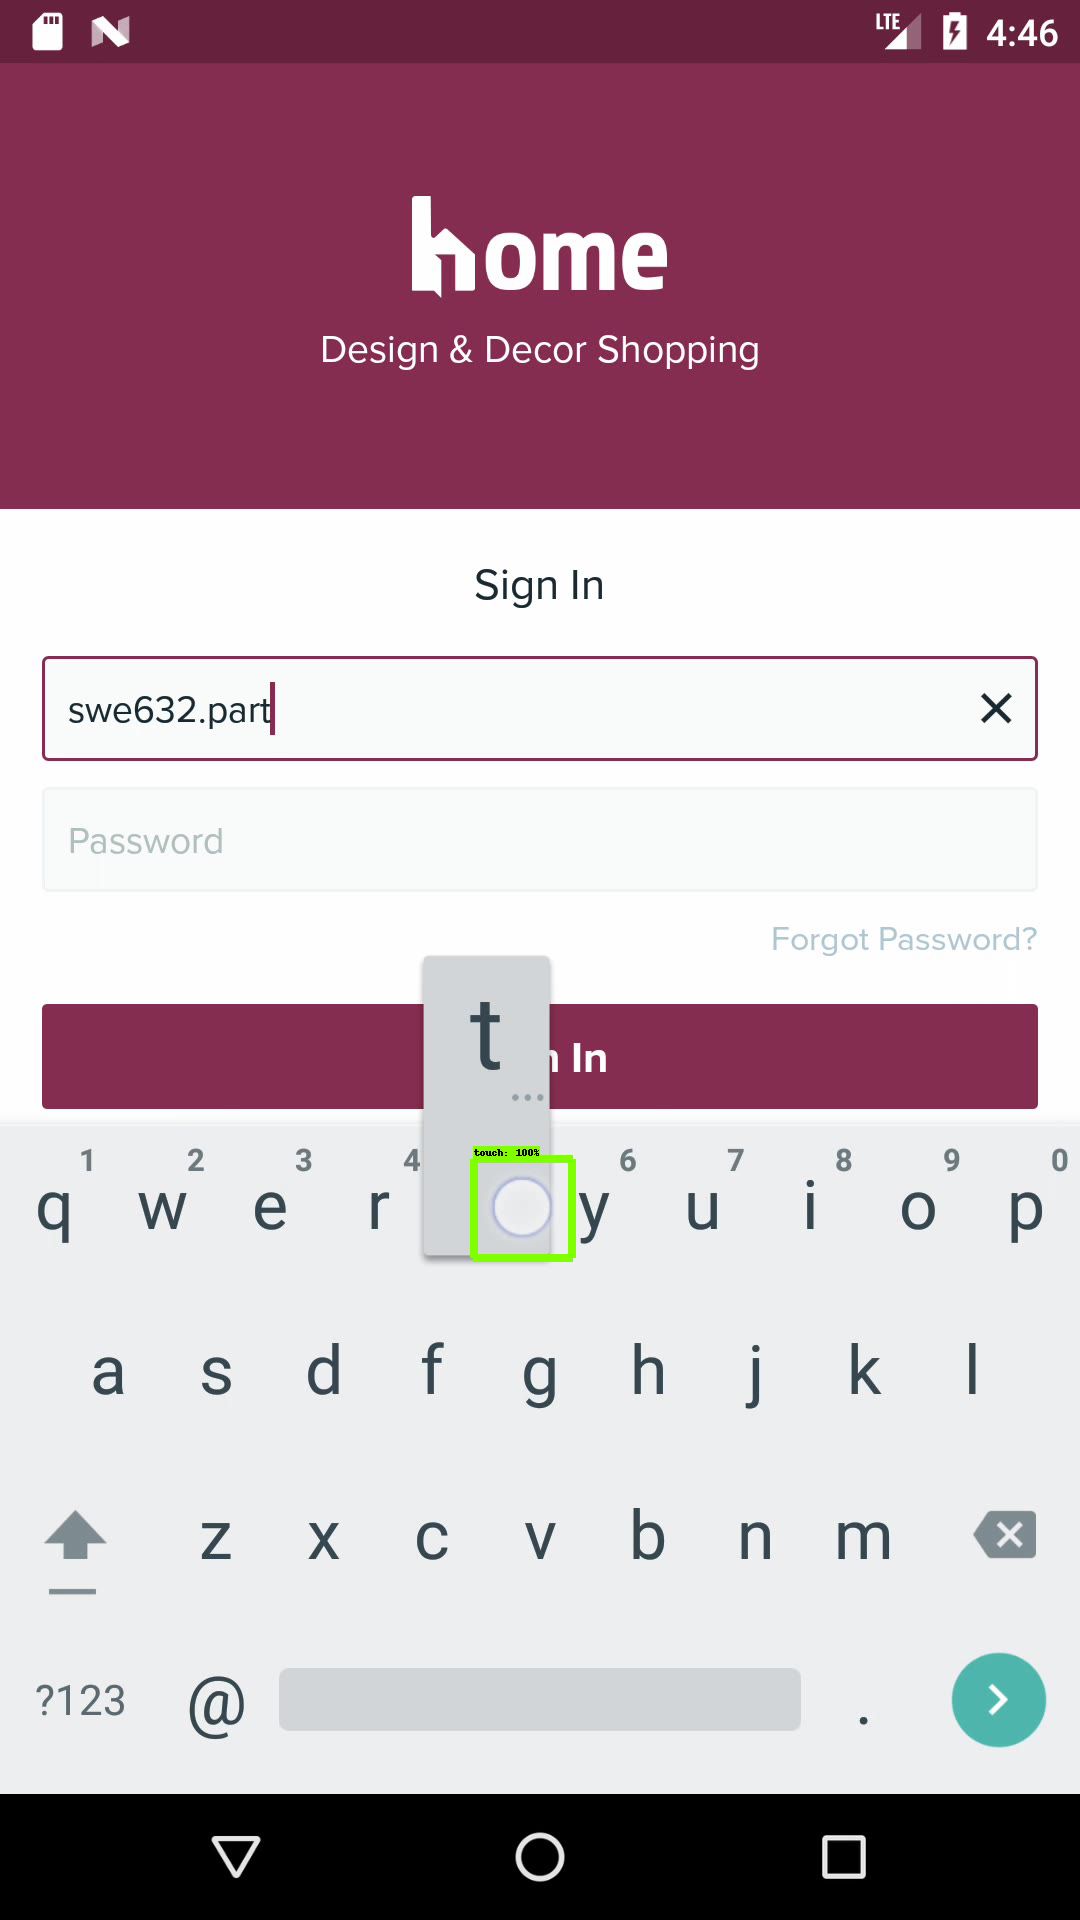 LTE 4:46
home
Design & Decor Shopping
Sign In
swe632.part
Password
Forgot Password?
t
In
touch: 100%
1 2 3 4 6 7 8 9 0
q w e r y u i o p
a s d f g h j k l
z x c v b n m
?123 @ .